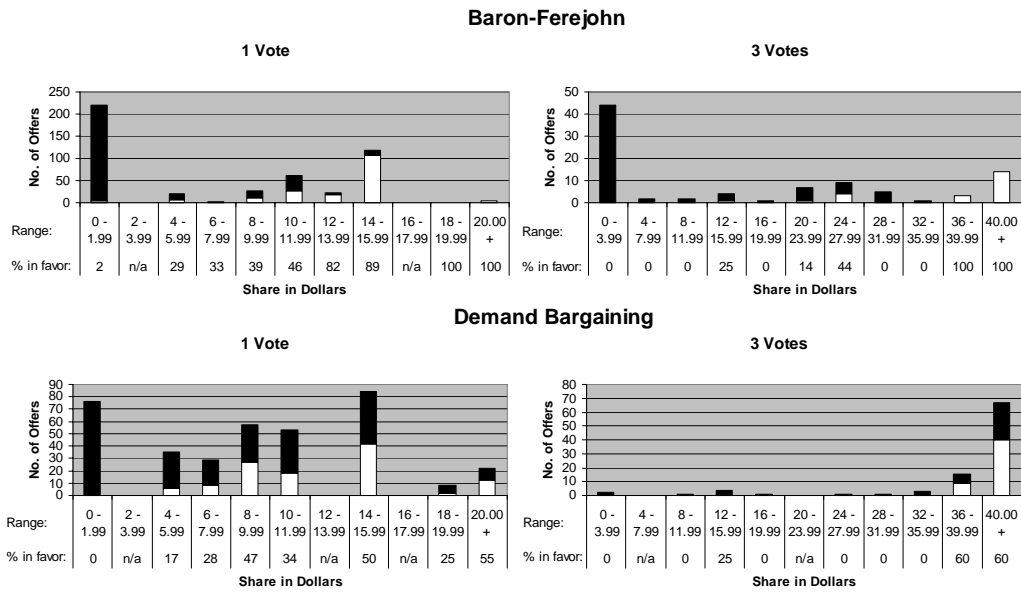 Baron-Ferejohn
1 Vote
No. of Offers
250
200
150
100
50
0
Range:
0 - 1.99
2 - 3.99
4 - 5.99
6 - 7.99
8 - 9.99
10 - 11.99
12 - 13.99
14 - 15.99
16 - 17.99
18 - 19.99
20.00 +
% in favor: 2 n/a 29 33 39 46 82 89 n/a 100 100
Share in Dollars
3 Votes
No. of Offers
50
40
30
20
10
0
Range:
0 - 3.99
4 - 7.99
8 - 11.99
12 - 15.99
16 - 19.99
20 - 23.99
24 - 27.99
28 - 31.99
32 - 35.99
36 - 39.99
40.00 +
% in favor: 0 0 0 25 0 14 44 0 0 100 100
Share in Dollars
Demand Bargaining
1 Vote
No. of Offers
90
80
70
60
50
40
30
20
10
0
Range:
0 - 1.99
2 - 3.99
4 - 5.99
6 - 7.99
8 - 9.99
10 - 11.99
12 - 13.99
14 - 15.99
16 - 17.99
18 - 19.99
20.00 +
% in favor: 0 n/a 17 28 47 34 n/a 50 n/a 25 55
Share in Dollars
3 Votes
No. of Offers
80
70
60
50
40
30
20
10
0
Range:
0 - 3.99
4 - 7.99
8 - 11.99
12 - 15.99
16 - 19.99
20 - 23.99
24 - 27.99
28 - 31.99
32 - 35.99
36 - 39.99
40.00 +
% in favor: 0 n/a 0 25 0 n/a 0 0 0 60 60
Share in Dollars